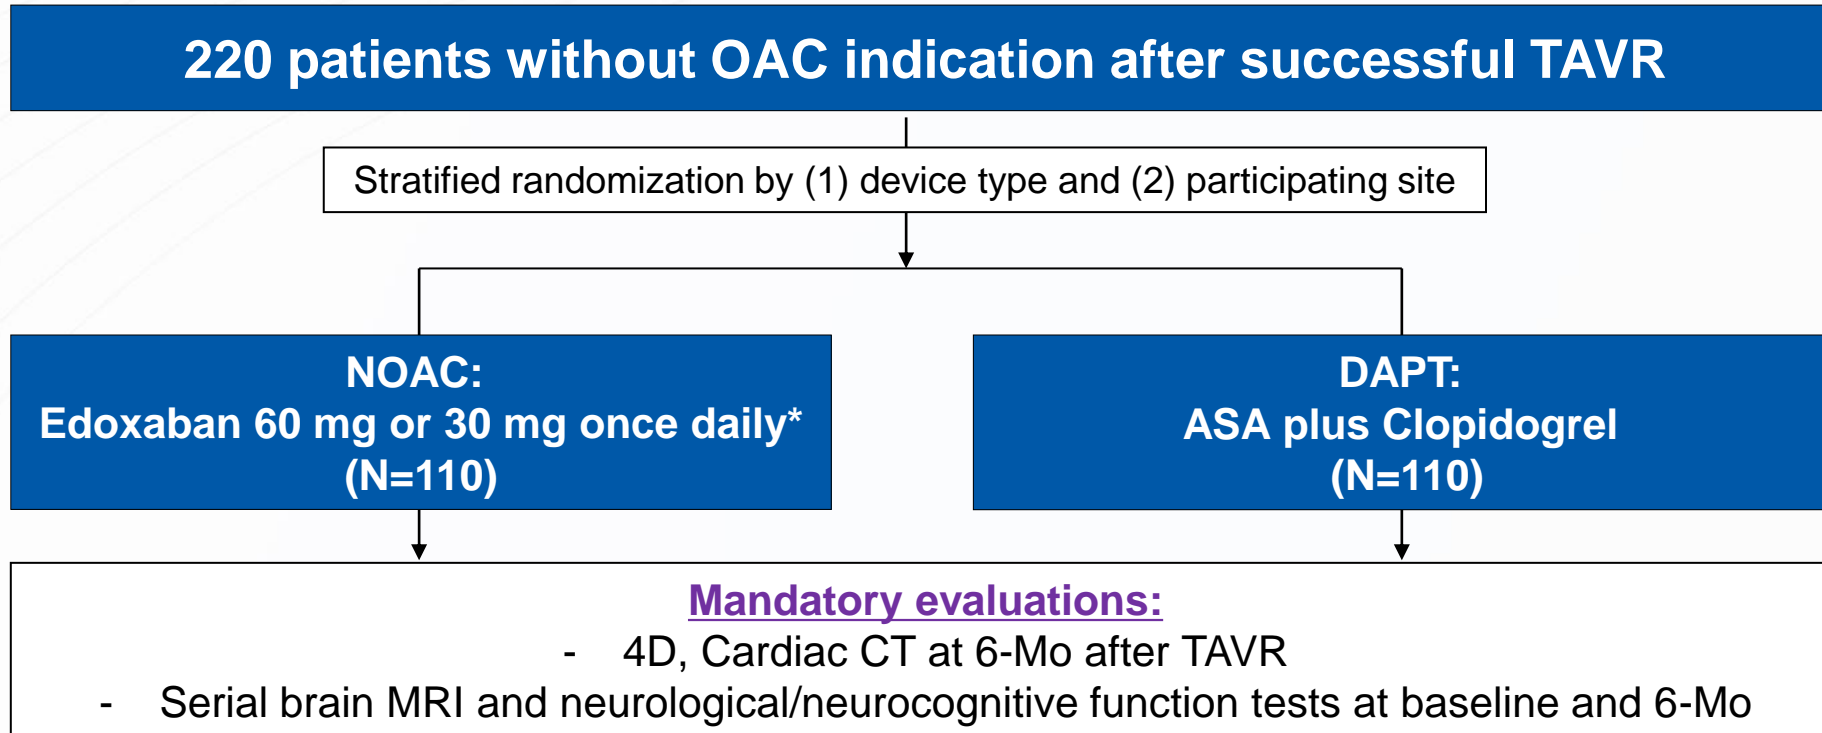 220 patients without OAC indication after successful TAVR
Stratified randomization by (1) device type and (2) participating site
NOAC:
Edoxaban 60 mg or 30 mg once daily*
(N=110)
DAPT:
ASA plus Clopidogrel
(N=110)
Mandatory evaluations:
- 4D, Cardiac CT at 6-Mo after TAVR
- Serial brain MRI and neurological/neurocognitive function tests at baseline and 6-Mo